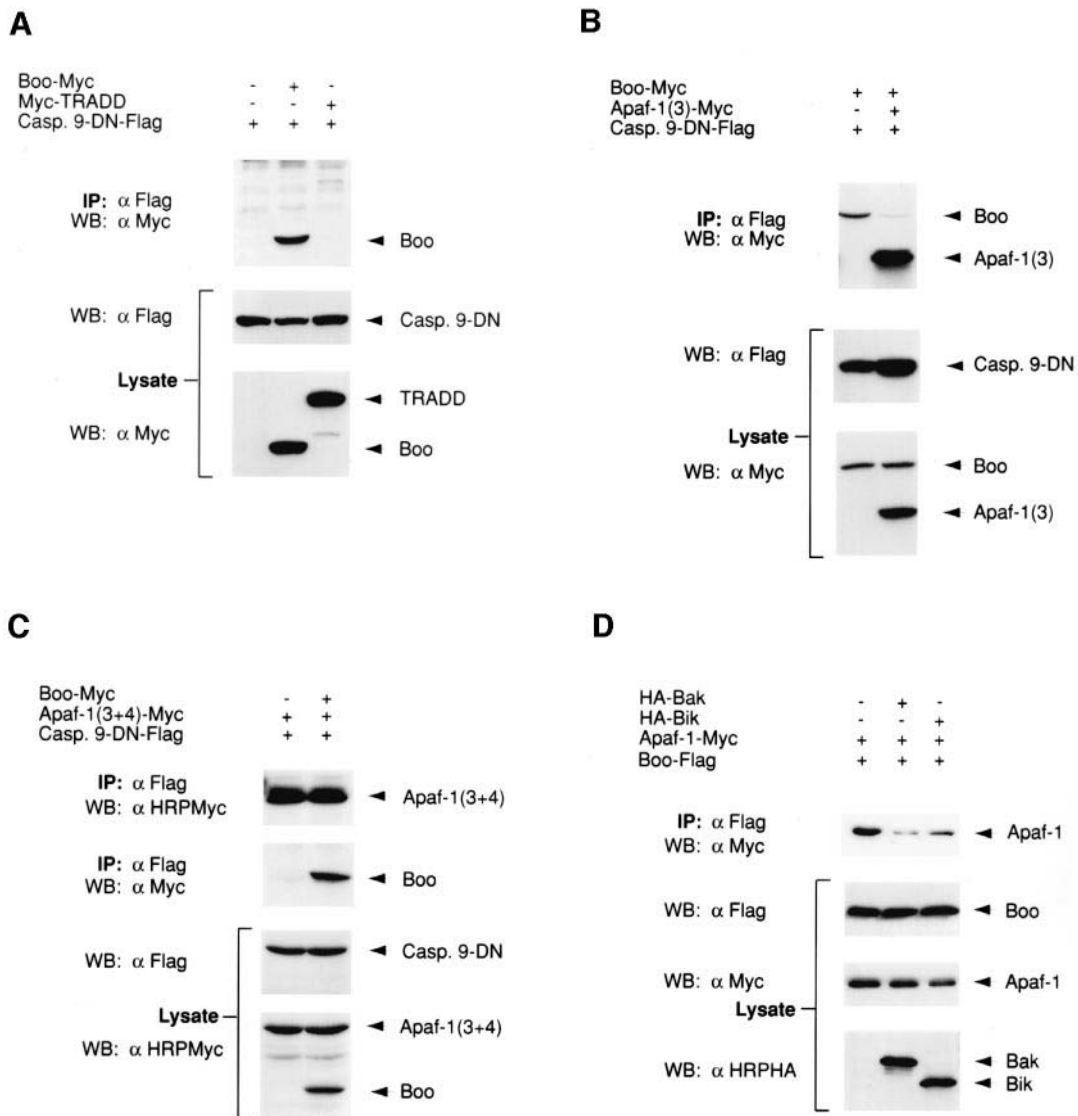 A
Boo-Myc - + -
Myc-TRADD - - +
Casp. 9-DN-Flag + + +
IP: α Flag
WB: α Myc
Boo
WB: α Flag
Casp. 9-DN
Lysate
TRADD
WB: α Myc
Boo
B
Boo-Myc + +
Apaf-1(3)-Myc - +
Casp. 9-DN-Flag + +
IP: α Flag
WB: α Myc
Boo
Apaf-1(3)
WB: α Flag
Casp. 9-DN
Lysate
WB: α Myc
Boo
Apaf-1(3)
C
Boo-Myc - +
Apaf-1(3+4)-Myc + +
Casp. 9-DN-Flag + +
IP: α Flag
WB: α HRPMyc
Apaf-1(3+4)
IP: α Flag
WB: α Myc
Boo
WB: α Flag
Casp. 9-DN
Lysate
Apaf-1(3+4)
WB: α HRPMyc
Boo
D
HA-Bak - + -
HA-Bik - - +
Apaf-1-Myc + + +
Boo-Flag + + +
IP: α Flag
WB: α Myc
Apaf-1
WB: α Flag
Boo
WB: α Myc
Apaf-1
Lysate
WB: α HRPHA
Bak
Bik